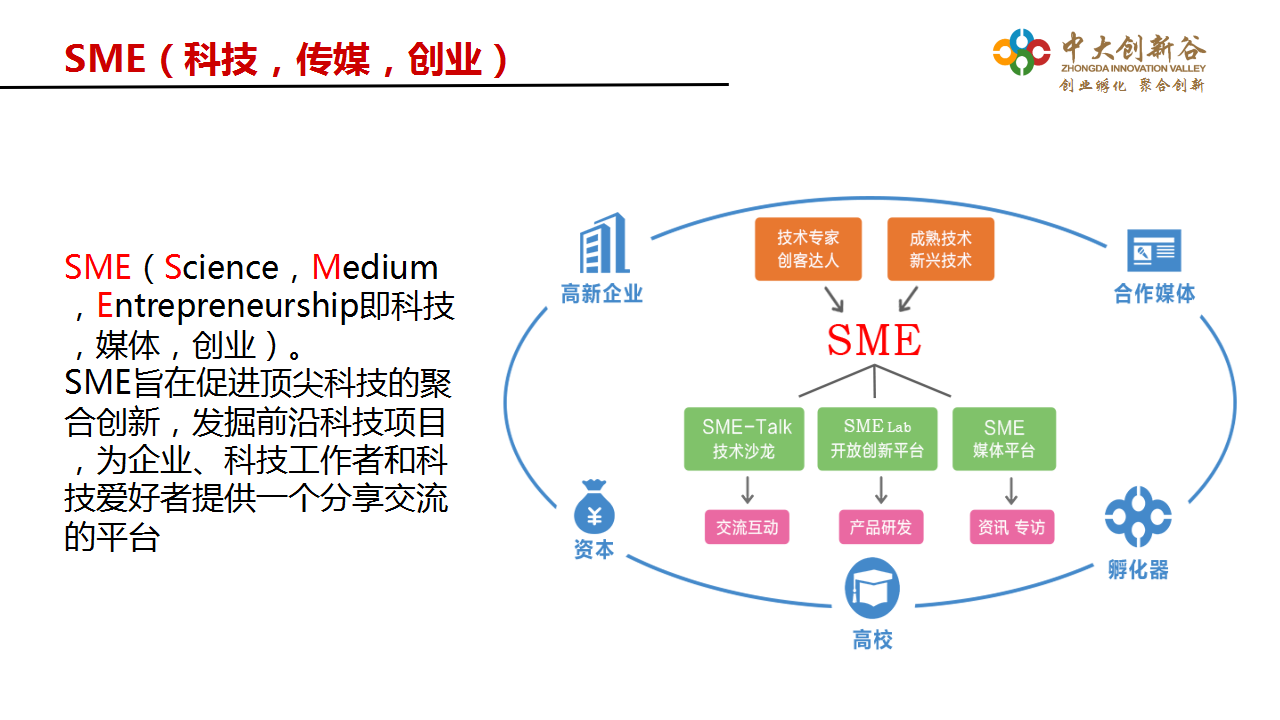 SME（科技，传媒，创业）
中大创新谷
ZHONGDA INNOVATION VALLEY
创业孵化 聚合创新
SME（Science，Medium
，Entrepreneurship即科技
，媒体，创业）。
SME旨在促进顶尖科技的聚
合创新，发掘前沿科技项目
，为企业、科技工作者和科
技爱好者提供一个分享交流
的平台
高新企业
技术专家
创客达人
成熟技术
新兴技术
合作媒体
SME
SME-Talk
技术沙龙
SME Lab
开放创新平台
SME
媒体平台
交流互动
产品研发
资讯 专访
¥
资本
高校
孵化器